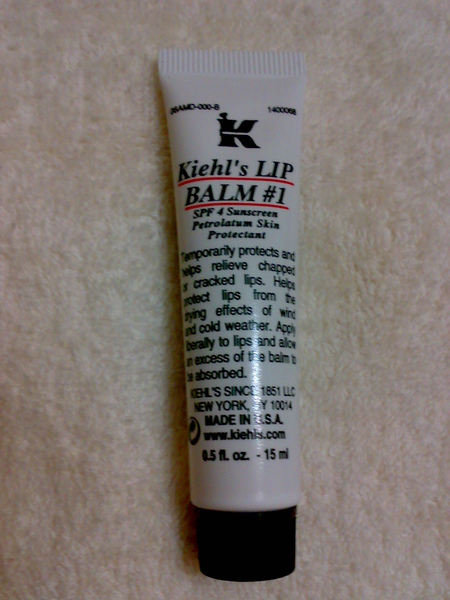 1400068
K
Kiehl's LIP
BALM #1
SPF 4 Sunscreen
Petrolatum Skin
Protectant
Temporarily protects and
helps relieve chapped
or cracked lips. Helps
protect lips from the
drying effects of wind
and cold weather. Apply
liberally to lips and allow
an excess of the balm to
be absorbed.
KIEHL'S SINCE 1851 LLC
NEW YORK, NY 10014
MADE IN U.S.A.
www.kiehls.com
0.5 fl. oz. - 15 ml